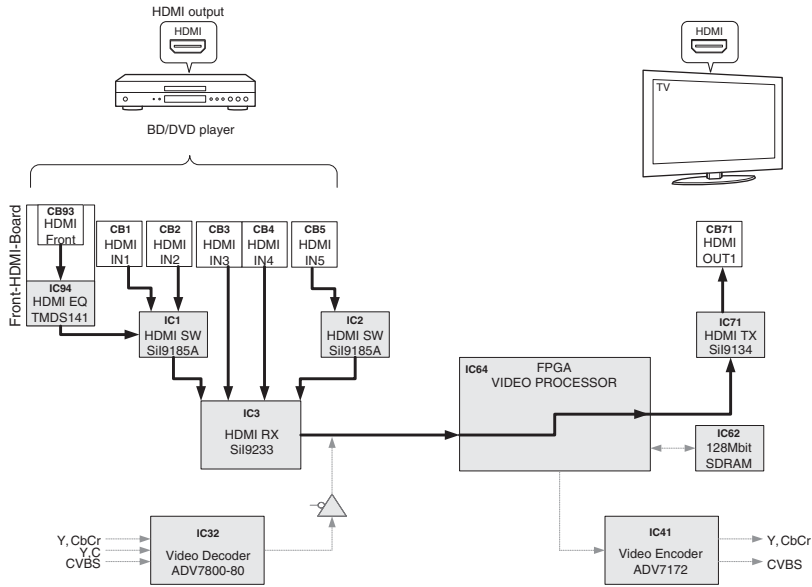 HDMI output
HDMI
HDMI
TV
BD/DVD player
Front-HDMI-Board
CB93
HDMI
Front
CB1
HDMI
IN1
CB2
HDMI
IN2
CB3
HDMI
IN3
CB4
HDMI
IN4
CB5
HDMI
IN5
CB71
HDMI
OUT1
IC94
HDMI EQ
TMDS141
IC1
HDMI SW
SiI9185A
IC2
HDMI SW
SiI9185A
IC71
HDMI TX
SiI9134
IC64
FPGA
VIDEO PROCESSOR
IC3
HDMI RX
SiI9233
IC62
128Mbit
SDRAM
Y, CbCr
Y,C
CVBS
IC32
Video Decoder
ADV7800-80
IC41
Video Encoder
ADV7172
Y, CbCr
CVBS